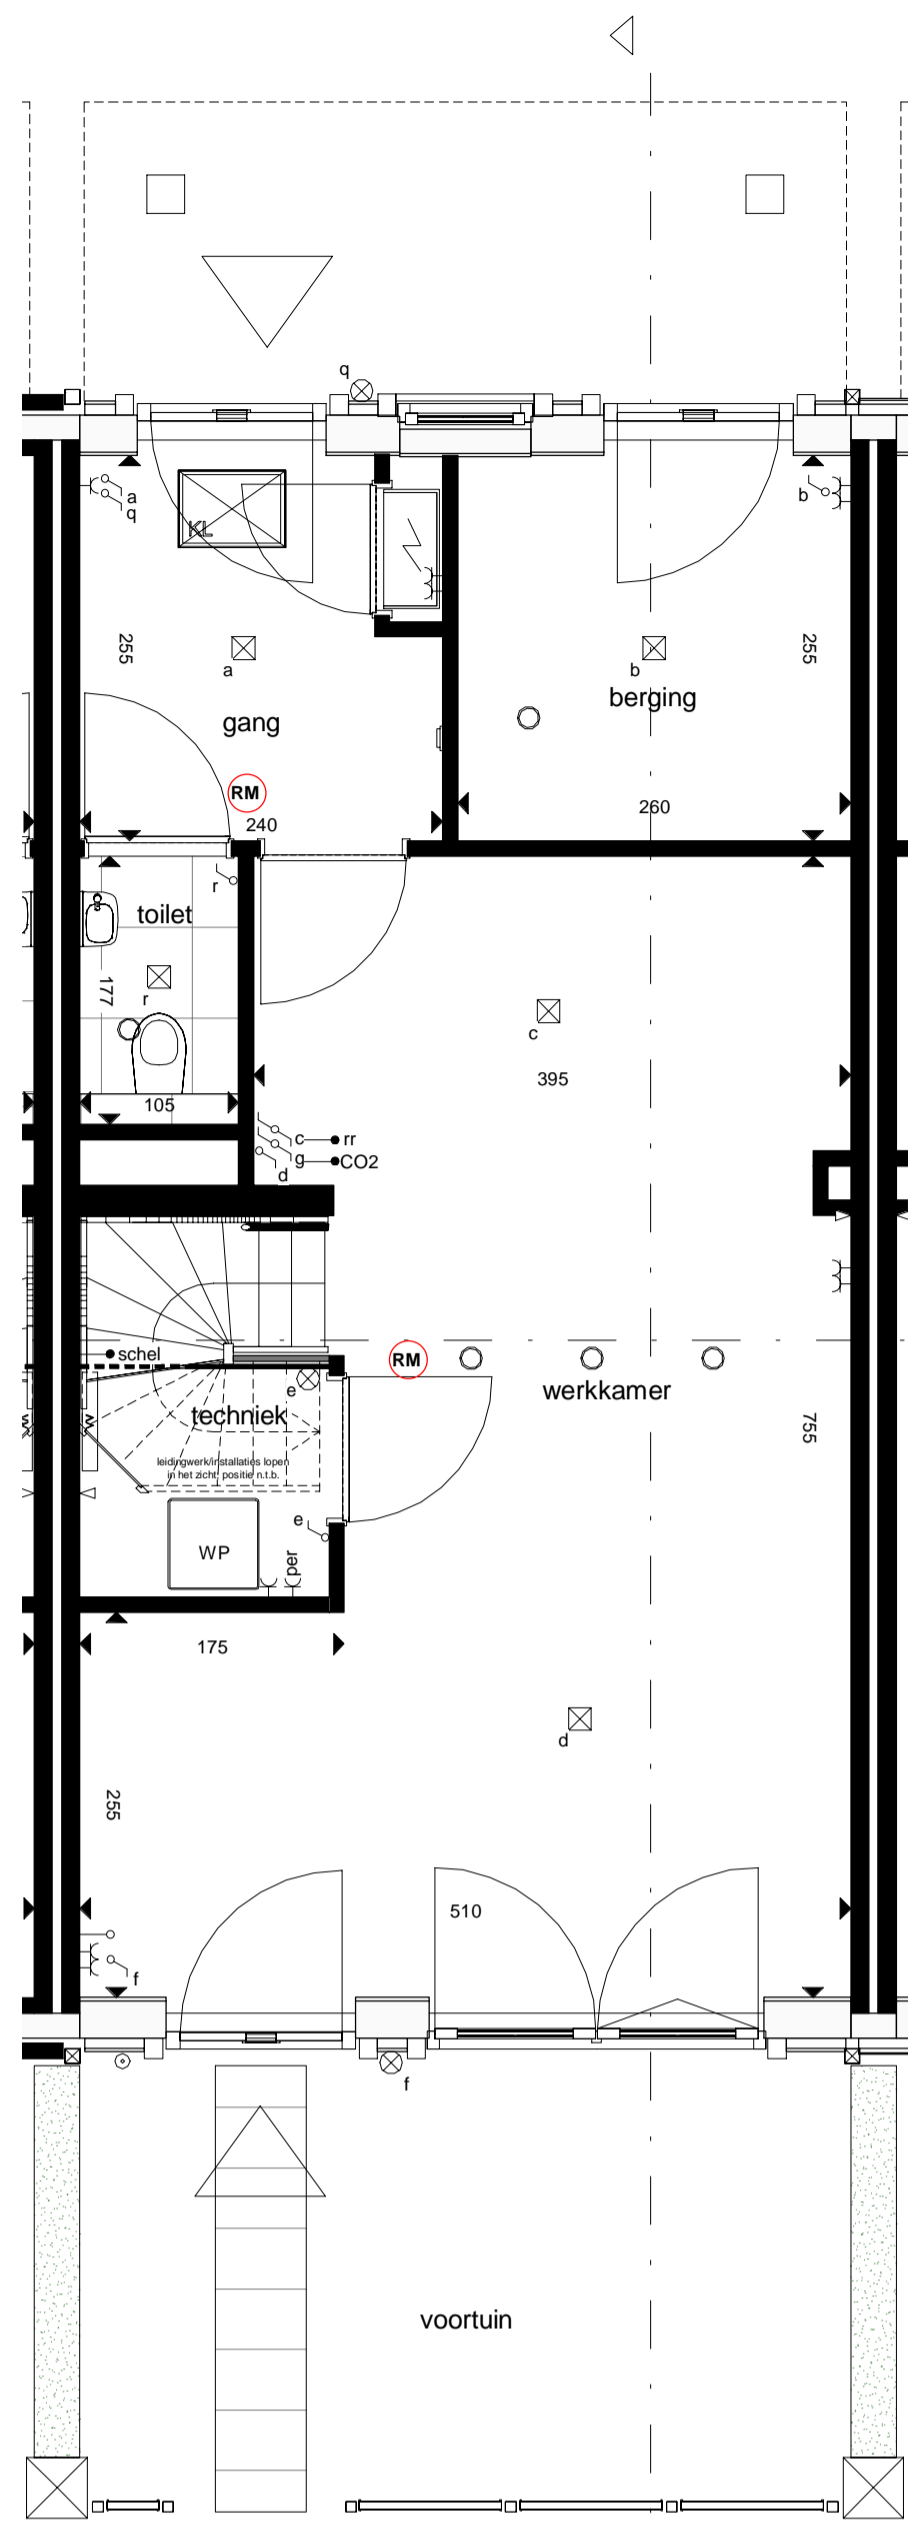 q
a
q
b
KL
255
a
gang
b
255
berging
RM
240
260
r
toilet
177
r
c
395
105
c rr
g CO2
d
schel
e
RM
techniek
werkkamer
leidingwerk/installaties lopen
in het zicht, positie n.t.b.
755
e
WP
per
175
d
255
510
f
f
voortuin